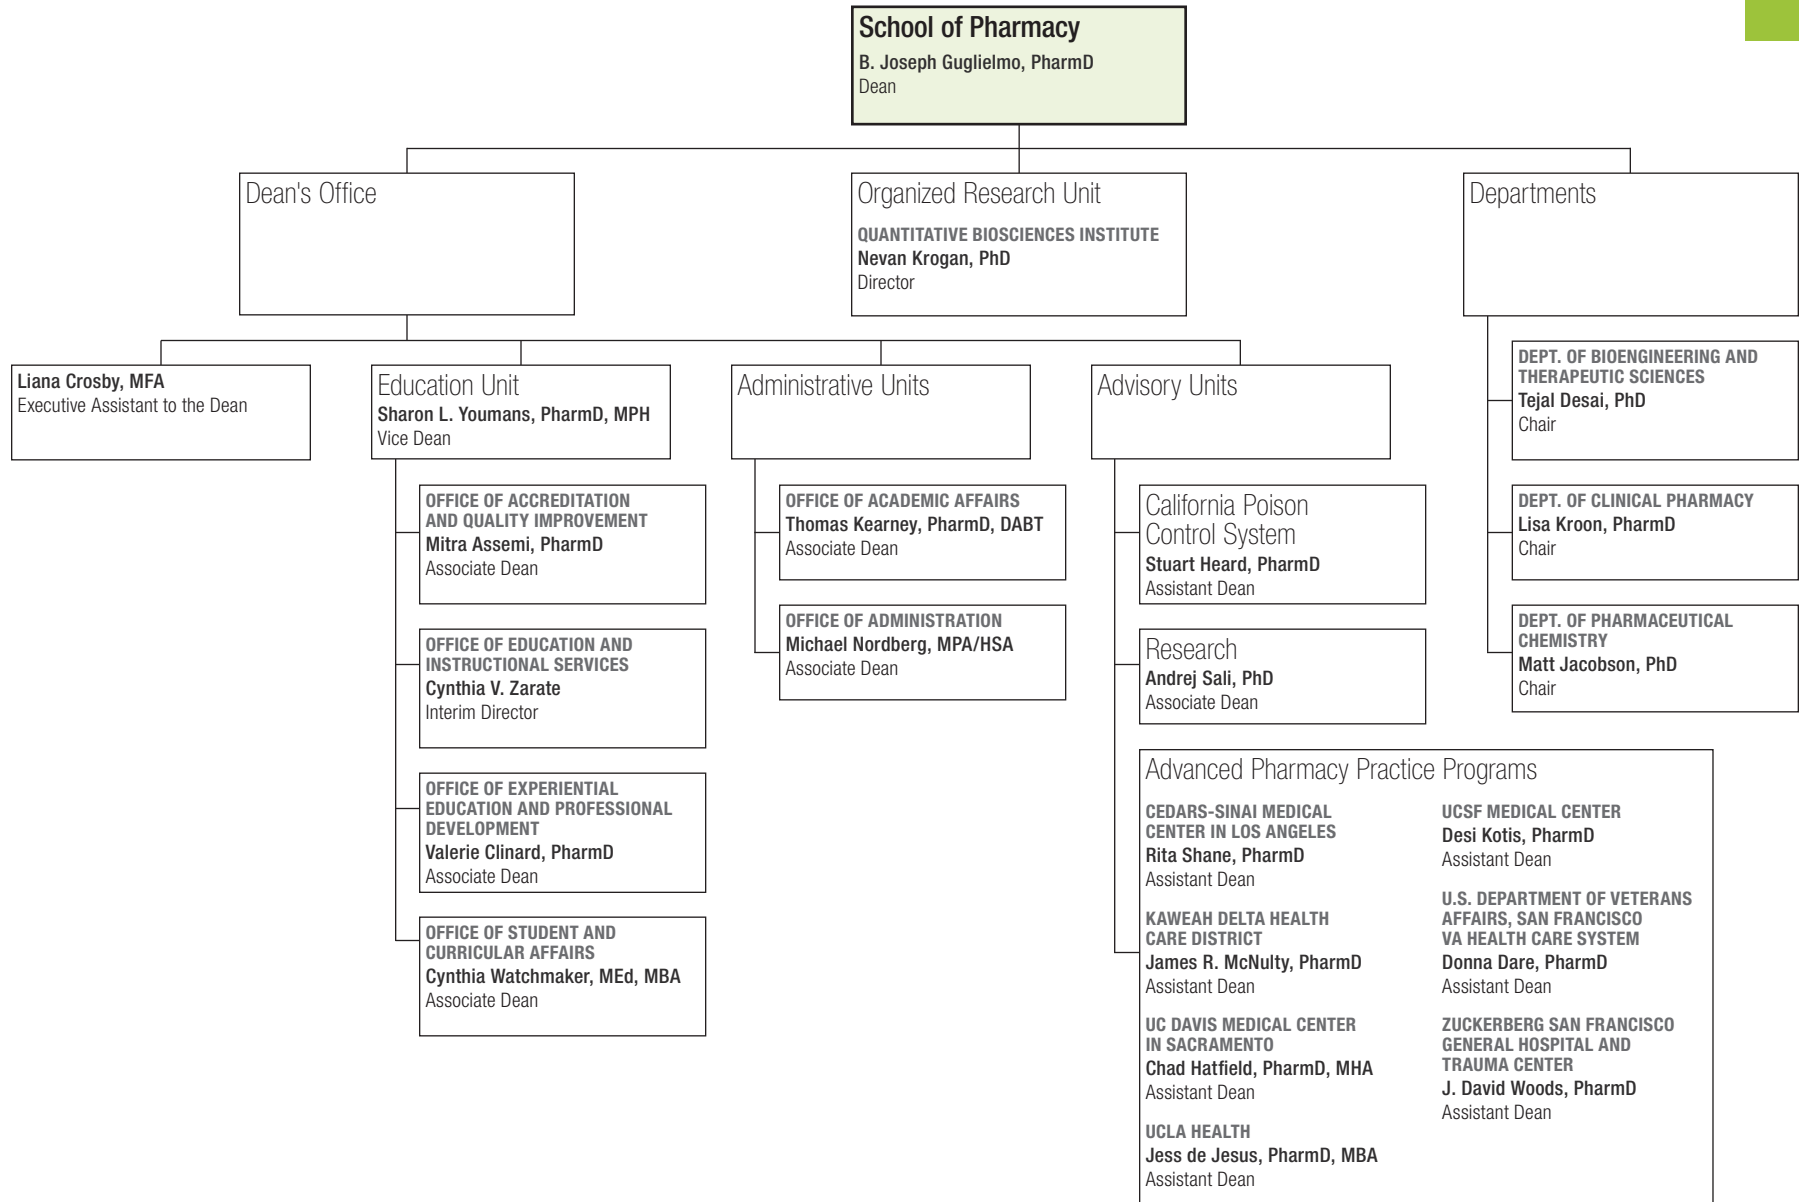 School of Pharmacy
B. Joseph Guglielmo, PharmD
Dean
Dean's Office
Organized Research Unit
QUANTITATIVE BIOSCIENCES INSTITUTE
Nevan Krogan, PhD
Director
Departments
Liana Crosby, MFA
Executive Assistant to the Dean
Education Unit
Sharon L. Youmans, PharmD, MPH
Vice Dean
OFFICE OF ACCREDITATION
AND QUALITY IMPROVEMENT
Mitra Assemi, PharmD
Associate Dean
OFFICE OF EDUCATION AND
INSTRUCTIONAL SERVICES
Cynthia V. Zarate
Interim Director
OFFICE OF EXPERIENTIAL
EDUCATION AND PROFESSIONAL
DEVELOPMENT
Valerie Clinard, PharmD
Associate Dean
OFFICE OF STUDENT AND
CURRICULAR AFFAIRS
Cynthia Watchmaker, MEd, MBA
Associate Dean
Administrative Units
OFFICE OF ACADEMIC AFFAIRS
Thomas Kearney, PharmD, DABT
Associate Dean
OFFICE OF ADMINISTRATION
Michael Nordberg, MPA/HSA
Associate Dean
Advisory Units
California Poison
Control System
Stuart Heard, PharmD
Assistant Dean
Research
Andrej Sali, PhD
Associate Dean
Advanced Pharmacy Practice Programs
CEDARS-SINAI MEDICAL
CENTER IN LOS ANGELES
Rita Shane, PharmD
Assistant Dean
KAWEAH DELTA HEALTH
CARE DISTRICT
James R. McNulty, PharmD
Assistant Dean
UC DAVIS MEDICAL CENTER
IN SACRAMENTO
Chad Hatfield, PharmD, MHA
Assistant Dean
UCLA HEALTH
Jess de Jesus, PharmD, MBA
Assistant Dean
UCSF MEDICAL CENTER
Desi Kotis, PharmD
Assistant Dean
U.S. DEPARTMENT OF VETERANS
AFFAIRS, SAN FRANCISCO
VA HEALTH CARE SYSTEM
Donna Dare, PharmD
Assistant Dean
ZUCKERBERG SAN FRANCISCO
GENERAL HOSPITAL AND
TRAUMA CENTER
J. David Woods, PharmD
Assistant Dean
DEPT. OF BIOENGINEERING AND
THERAPEUTIC SCIENCES
Tejal Desai, PhD
Chair
DEPT. OF CLINICAL PHARMACY
Lisa Kroon, PharmD
Chair
DEPT. OF PHARMACEUTICAL
CHEMISTRY
Matt Jacobson, PhD
Chair